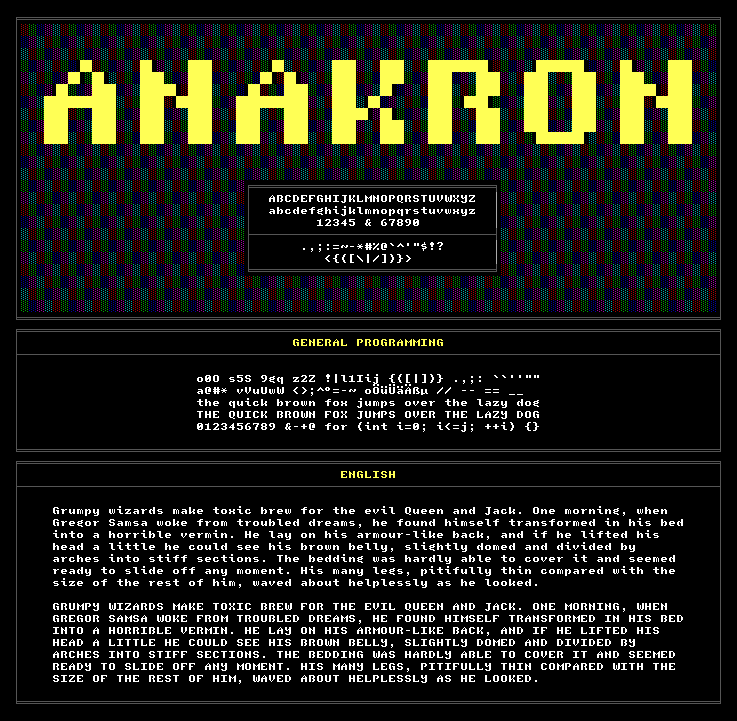 ANAKRON
ABCDEFGHIJKLMNOPQRSTUVWXYZ
abcdefghijklmnopqrstuvwxyz
12345 & 67890
.,;:=~-*#%@`^'"$!?
<{([\|/])}>
GENERAL PROGRAMMING
o0O s5S 9gq z2Z !|l1Iij {([|])} .,;: ``''""
a@#* vVuUwW <>;^°=-~ oÖüÜäÄßµ // -- == __
the quick brown fox jumps over the lazy dog
THE QUICK BROWN FOX JUMPS OVER THE LAZY DOG
0123456789 &-+@ for (int i=0; i<=j; ++i) {}
ENGLISH
Grumpy wizards make toxic brew for the evil Queen and Jack. One morning, when
Gregor Samsa woke from troubled dreams, he found himself transformed in his bed
into a horrible vermin. He lay on his armour-like back, and if he lifted his
head a little he could see his brown belly, slightly domed and divided by
arches into stiff sections. The bedding was hardly able to cover it and seemed
ready to slide off any moment. His many legs, pitifully thin compared with the
size of the rest of him, waved about helplessly as he looked.
GRUMPY WIZARDS MAKE TOXIC BREW FOR THE EVIL QUEEN AND JACK. ONE MORNING, WHEN
GREGOR SAMSA WOKE FROM TROUBLED DREAMS, HE FOUND HIMSELF TRANSFORMED IN HIS BED
INTO A HORRIBLE VERMIN. HE LAY ON HIS ARMOUR-LIKE BACK, AND IF HE LIFTED HIS
HEAD A LITTLE HE COULD SEE HIS BROWN BELLY, SLIGHTLY DOMED AND DIVIDED BY
ARCHES INTO STIFF SECTIONS. THE BEDDING WAS HARDLY ABLE TO COVER IT AND SEEMED
READY TO SLIDE OFF ANY MOMENT. HIS MANY LEGS, PITIFULLY THIN COMPARED WITH THE
SIZE OF THE REST OF HIM, WAVED ABOUT HELPLESSLY AS HE LOOKED.